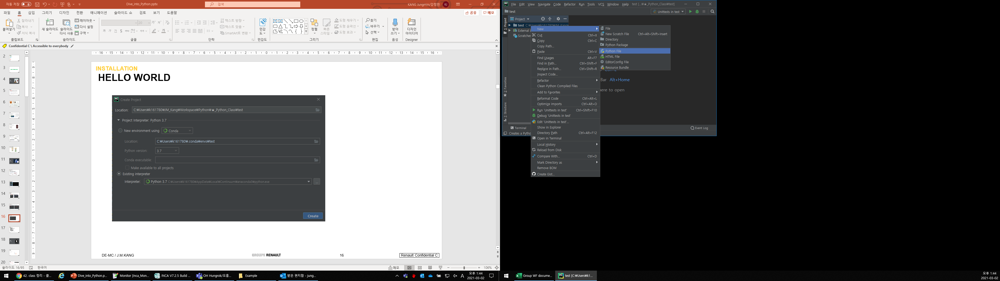 자동 저장
Dive_into_Python.pptx
검색
KANG Jungmin/강정민
KJ
파일 홈 삽입 그리기 디자인 전환 애니메이션 슬라이드 쇼 검토 보기 도움말
공유 메모
붙여넣기
잘라내기
복사
서식 복사
클립보드
새 슬라이드
슬라이드 다시 사용
레이아웃
다시 설정
구역
슬라이드
20
글꼴
텍스트 방향
텍스트 맞춤
SmartArt로 변환
단락
민감도
민감도
정렬
빠른 스타일
도형 채우기
도형 윤곽선
도형 효과
그리기
찾기
바꾸기
선택
편집
받아쓰기
음성
디자인 아이디어
Designer
Confidential C \ Accessible to everybody
2
3
4
5
6
7
8
9
10
11
12
13
14
15
16
17
18
19
20
INSTALLATION
HELLO WORLD
Create Project
Location: C:₩Users₩k161780₩JM_Kang₩Workspace₩Python₩★_Python_Class₩test
Project Interpreter: Python 3.7
New environment using Conda
Location: C:₩Users₩k161780₩.conda₩envs₩test
Python version: 3.7
Conda executable:
Make available to all projects
Existing interpreter
Interpreter: Python 3.7 C:₩Users₩k161780₩AppData₩Local₩Continuum₩anaconda3₩python.exe
...
Create
DE-MC / J.M.KANG
GROUPE RENAULT
16
Renault Confidential C
슬라이드 16/95 한국어
메모
106%
File Edit View Navigate Code Refactor Run Tools VCS Window Help test [...₩★_Python_Class₩test]
test
Unittests in test
1: Project
2: Favorites
7: Structure
Project
test C:₩Users₩k161780₩JM_Kang
External
Scratches
New
Cut Ctrl+X
Copy Ctrl+C
Copy Path...
Paste Ctrl+V
Find Usages Alt+F7
Find in Path... Ctrl+Shift+F
Replace in Path... Ctrl+Shift+R
Inspect Code...
Refactor
Clean Python Compiled Files
Add to Favorites
Reformat Code Ctrl+Alt+L
Optimize Imports Ctrl+Alt+O
Run 'Unittests in test' Ctrl+Shift+F10
Debug 'Unittests in test'
Edit 'Unittests in test'...
Show in Explorer
Directory Path Ctrl+Alt+F12
Open in Terminal
Local History
Reload from Disk
Compare With... Ctrl+D
Mark Directory as
Remove BOM
Create Gist...
File
New Scratch File Ctrl+Alt+Shift+Insert
Directory
Python Package
Python File
HTML File
EditorConfig File
Resource Bundle
Bar Alt+Home
here to open
Terminal
Event Log
Creates a Pytho
42. class 정리 - 클...
Dive_into_Python.p...
Monitor [Inca_Mon...
INCA V7.2.5 Build ...
OH Hungrok/오흥...
Example
받은 편지함 - jung...
A
오후 1:44
2021-03-02
Group WF docume...
test [C:₩Users₩k1...
오후 1:44
2021-03-02